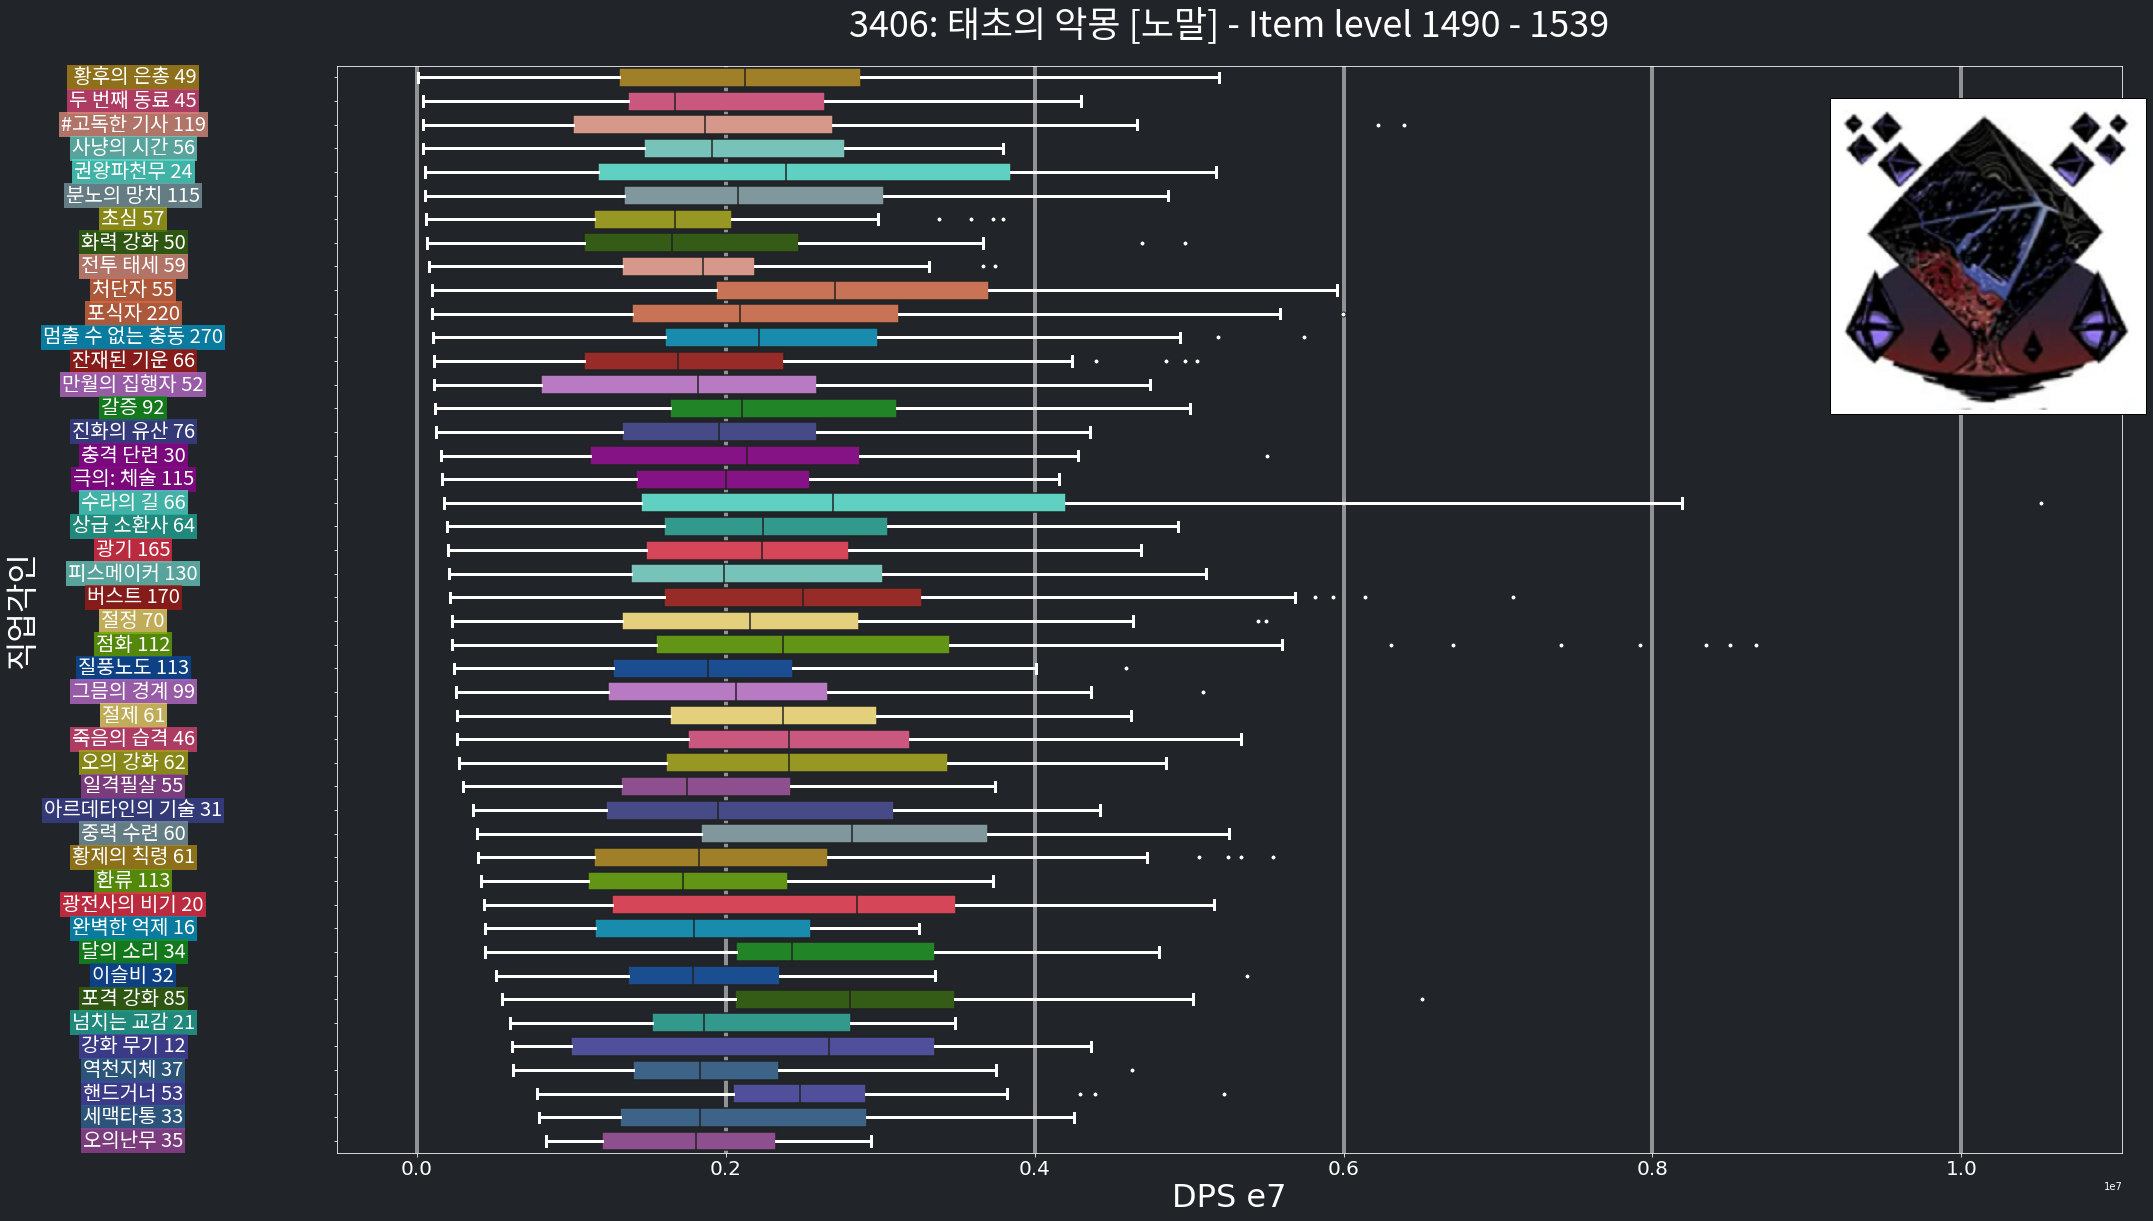 3406: 태초의 악몽 [노말] - Item level 1490 - 1539
황후의 은총 49
두 번째 동료 45
#고독한 기사 119
사냥의 시간 56
권왕파천무 24
분노의 망치 115
초심 57
화력 강화 50
전투 태세 59
처단자 55
포식자 220
멈출 수 없는 충동 270
잔재된 기운 66
만월의 집행자 52
갈증 92
진화의 유산 76
충격 단련 30
극의: 체술 115
수라의 길 66
상급 소환사 64
광기 165
피스메이커 130
버스트 170
절정 70
점화 112
질풍노도 113
그믐의 경계 99
절제 61
죽음의 습격 46
오의 강화 62
일격필살 55
아르데타인의 기술 31
중력 수련 60
황제의 칙령 61
환류 113
광전사의 비기 20
완벽한 억제 16
달의 소리 34
이슬비 32
포격 강화 85
넘치는 교감 21
강화 무기 12
역천지체 37
핸드거너 53
세맥타통 33
오의난무 35
직업각인
0.0 0.2 0.4 0.6 0.8 1.0
1e7
DPS e7